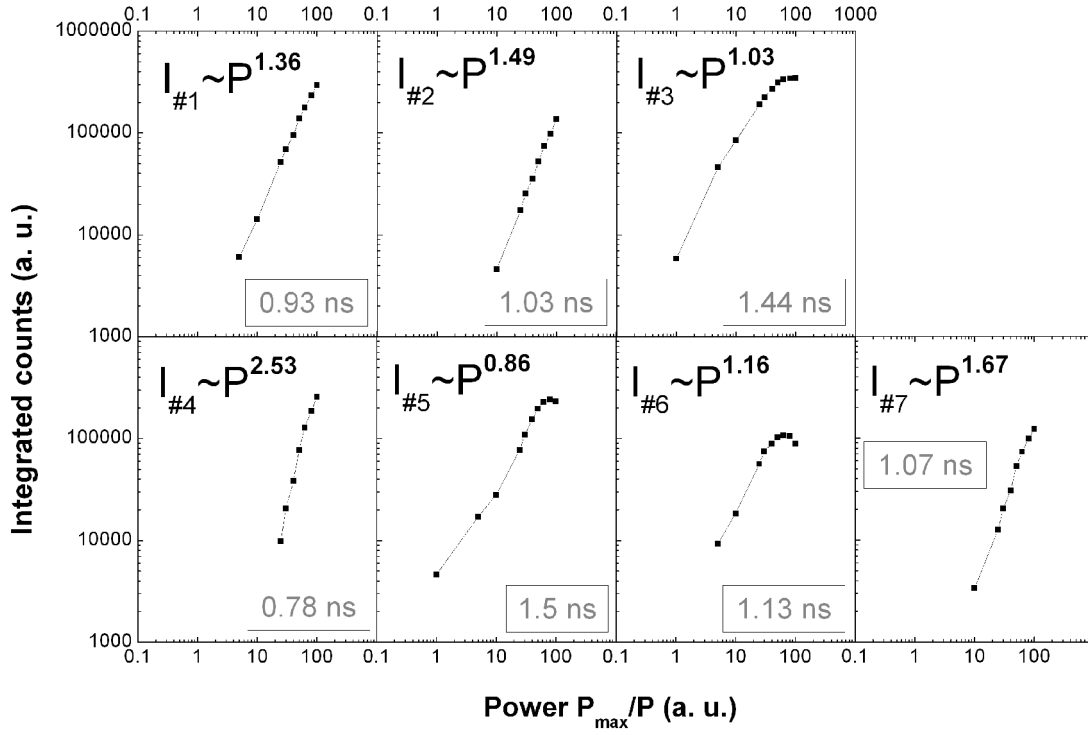 0.1 1 10 100 0.1 1 10 100 0.1 1 10 100 1000
1000000
100000
10000
1000
I#1~P1.36
0.93 ns
I#2~P1.49
1.03 ns
I#3~P1.03
1.44 ns
100000
10000
1000
I#4~P2.53
0.78 ns
I#5~P0.86
1.5 ns
I#6~P1.16
1.13 ns
I#7~P1.67
1.07 ns
0.1 1 10 100 0.1 1 10 100 0.1 1 10 100 0.1 1 10 100
Integrated counts (a. u.)
Power Pmax/P (a. u.)